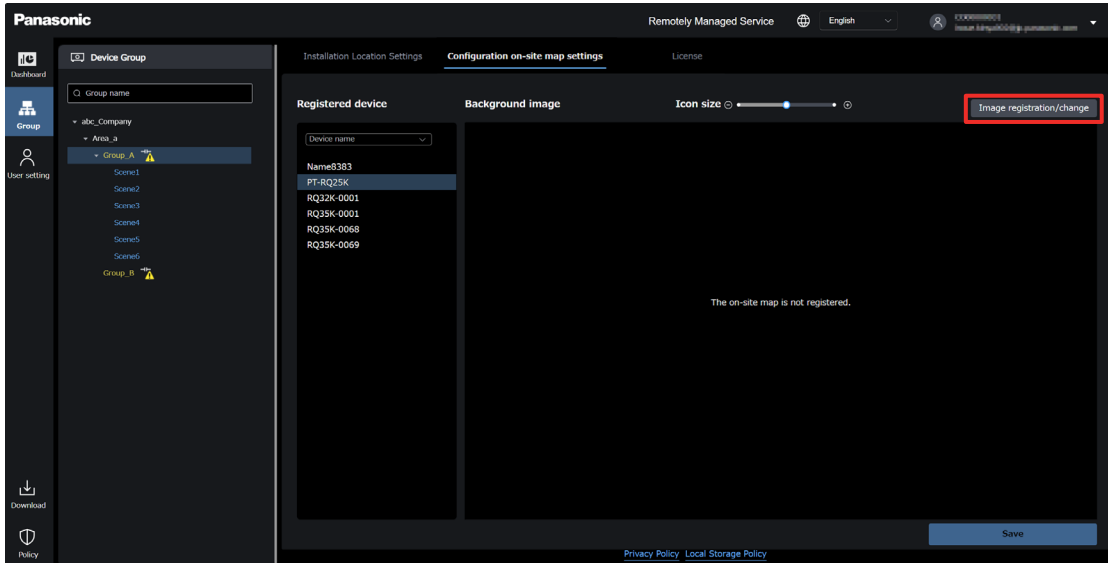 Panasonic
Remotely Managed Service
English
Dashboard
Group
User setting
Download
Policy
Device Group
Group name
abc_Company
Area_a
Group_A
Scene1
Scene2
Scene3
Scene4
Scene5
Scene6
Group_B
Installation Location Settings
Configuration on-site map settings
License
Registered device
Background image
Icon size
Image registration/change
Device name
Name8383
PT-RQ25K
RQ32K-0001
RQ35K-0001
RQ35K-0068
RQ35K-0069
The on-site map is not registered.
Save
Privacy Policy Local Storage Policy